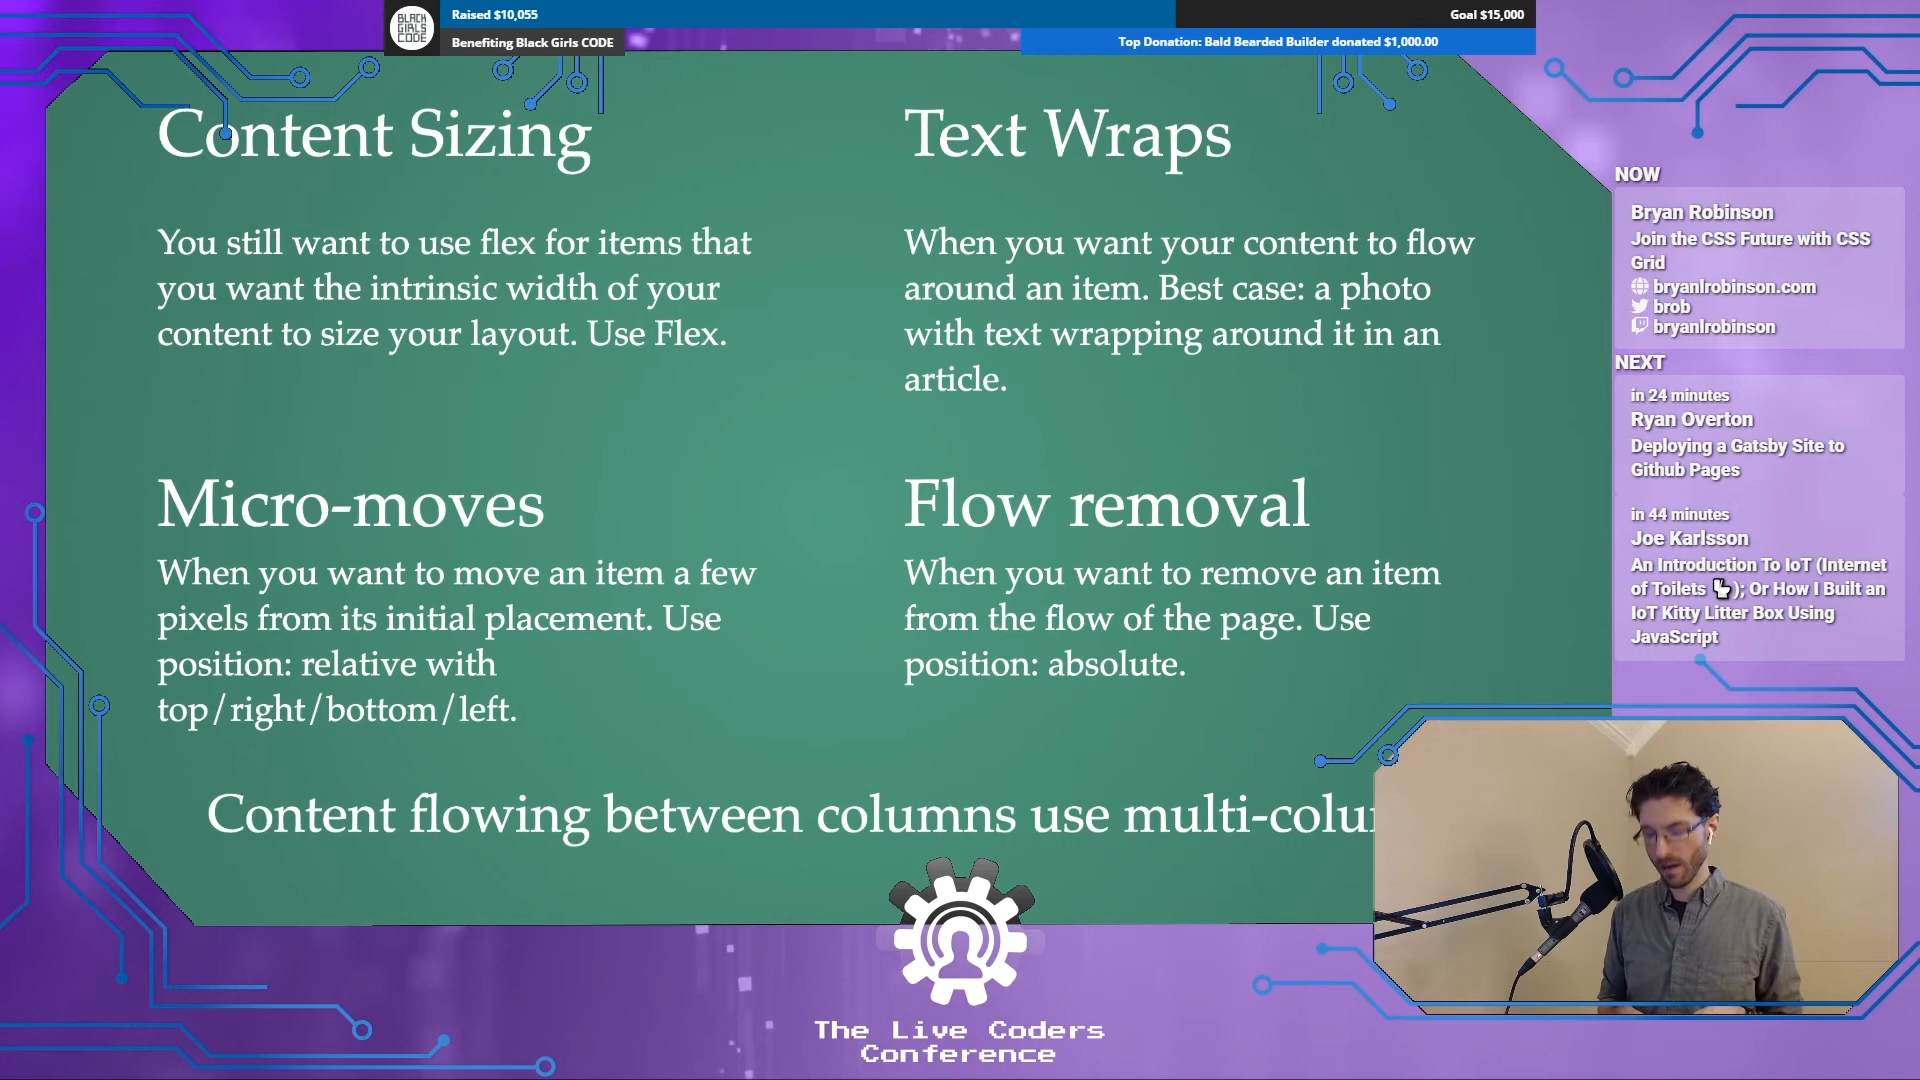 BLACK
GIRLS
CODE
Raised $10,055
Goal $15,000
Benefiting Black Girls CODE
Top Donation: Bald Bearded Builder donated $1,000.00
Content Sizing
You still want to use flex for items that
you want the intrinsic width of your
content to size your layout. Use Flex.
Text Wraps
When you want your content to flow
around an item. Best case: a photo
with text wrapping around it in an
article.
Micro-moves
When you want to move an item a few
pixels from its initial placement. Use
position: relative with
top/right/bottom/left.
Flow removal
When you want to remove an item
from the flow of the page. Use
position: absolute.
Content flowing between columns use
NOW
Bryan Robinson
Join the CSS Future with CSS
Grid
bryanlrobinson.com
brob
bryanlrobinson
NEXT
in 24 minutes
Ryan Overton
Deploying a Gatsby Site to
Github Pages
in 44 minutes
Joe Karlsson
An Introduction To IoT (Internet
of Toilets 🚽); Or How I Built an
IoT Kitty Litter Box Using
JavaScript
The Live Coders
Conference